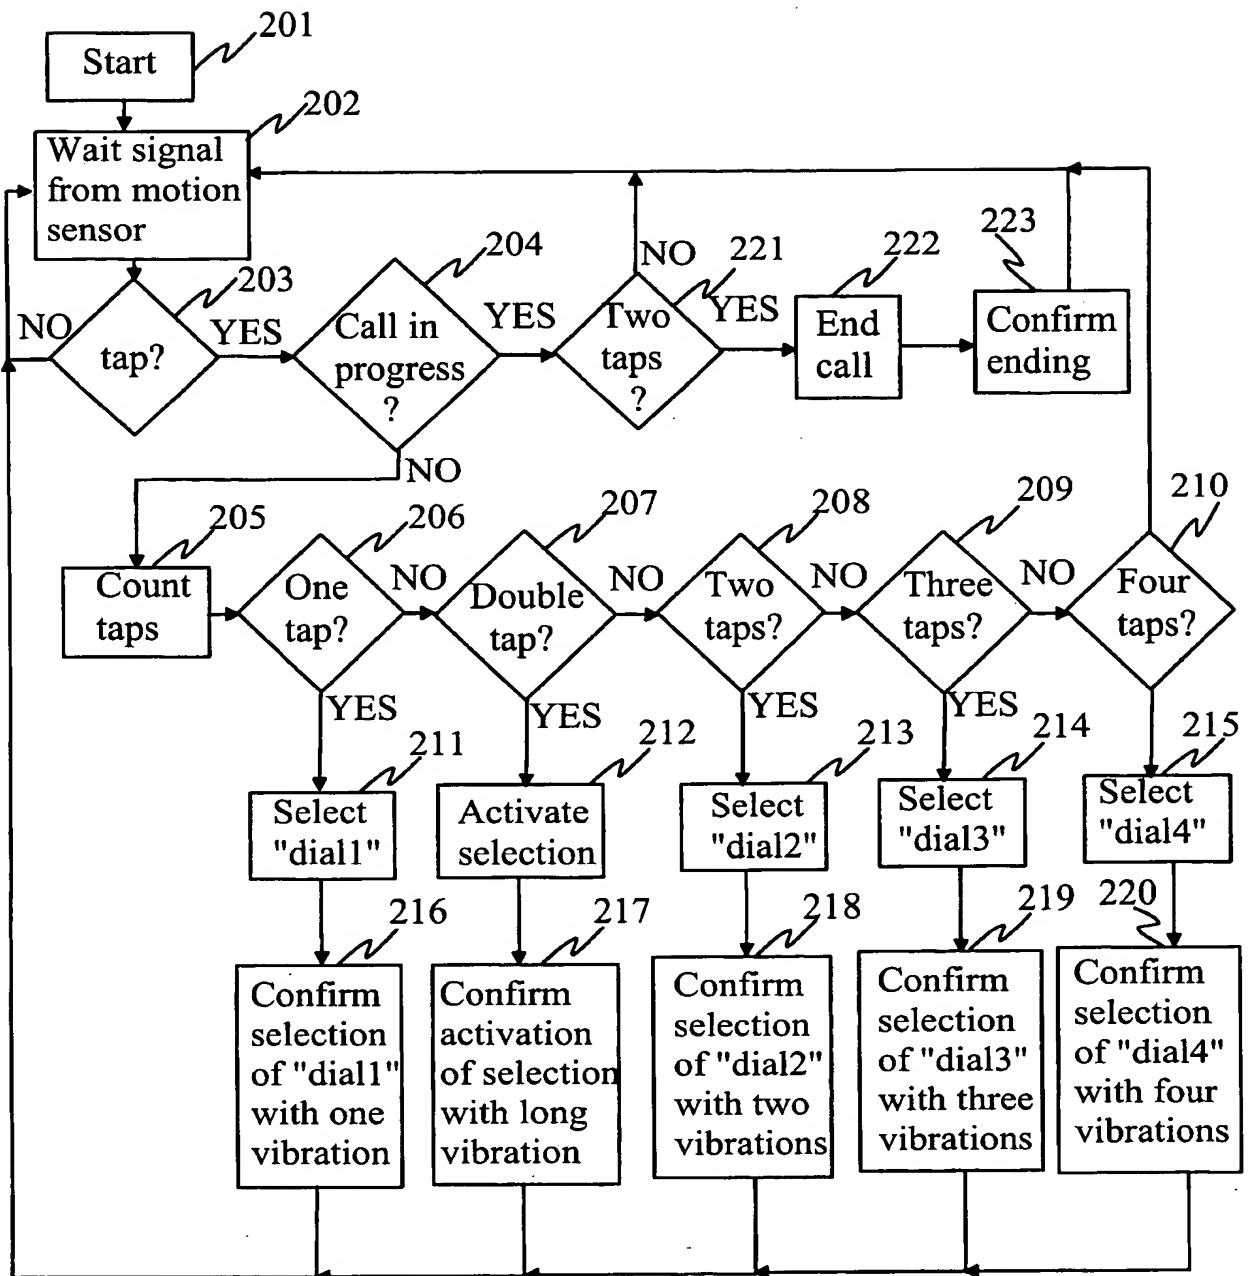 201
Start
202
Wait signal
from motion
sensor
203
NO
tap?
YES
204
Call in
progress
?
YES
NO
NO
221
Two
taps
?
YES
222
End
call
223
Confirm
ending
205
Count
taps
206
One
tap?
NO
YES
207
Double
tap?
NO
YES
208
Two
taps?
NO
YES
209
Three
taps?
NO
YES
210
Four
taps?
211
Select
"dial1"
212
Activate
selection
213
Select
"dial2"
214
Select
"dial3"
215
Select
"dial4"
216
Confirm
selection
of "dial1"
with one
vibration
217
Confirm
activation
of selection
with long
vibration
218
Confirm
selection
of "dial2"
with two
vibrations
219
Confirm
selection
of "dial3"
with three
vibrations
220
Confirm
selection
of "dial4"
with four
vibrations